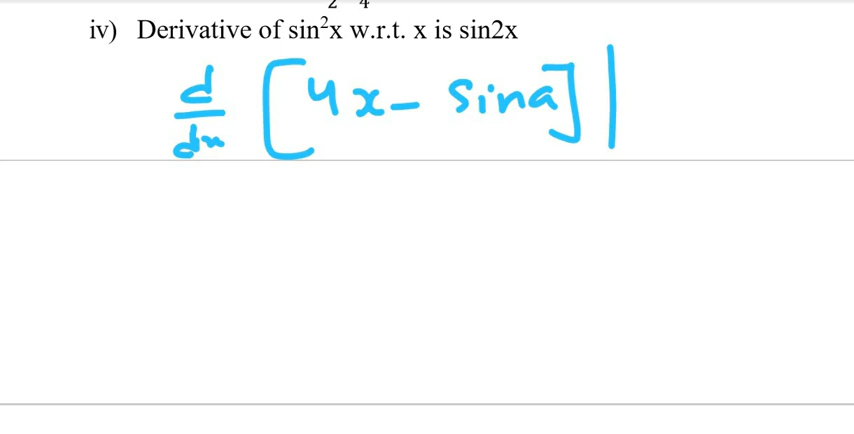 iv) Derivative of sin²x w.r.t. x is sin2x
d/dx [4x - sina] |